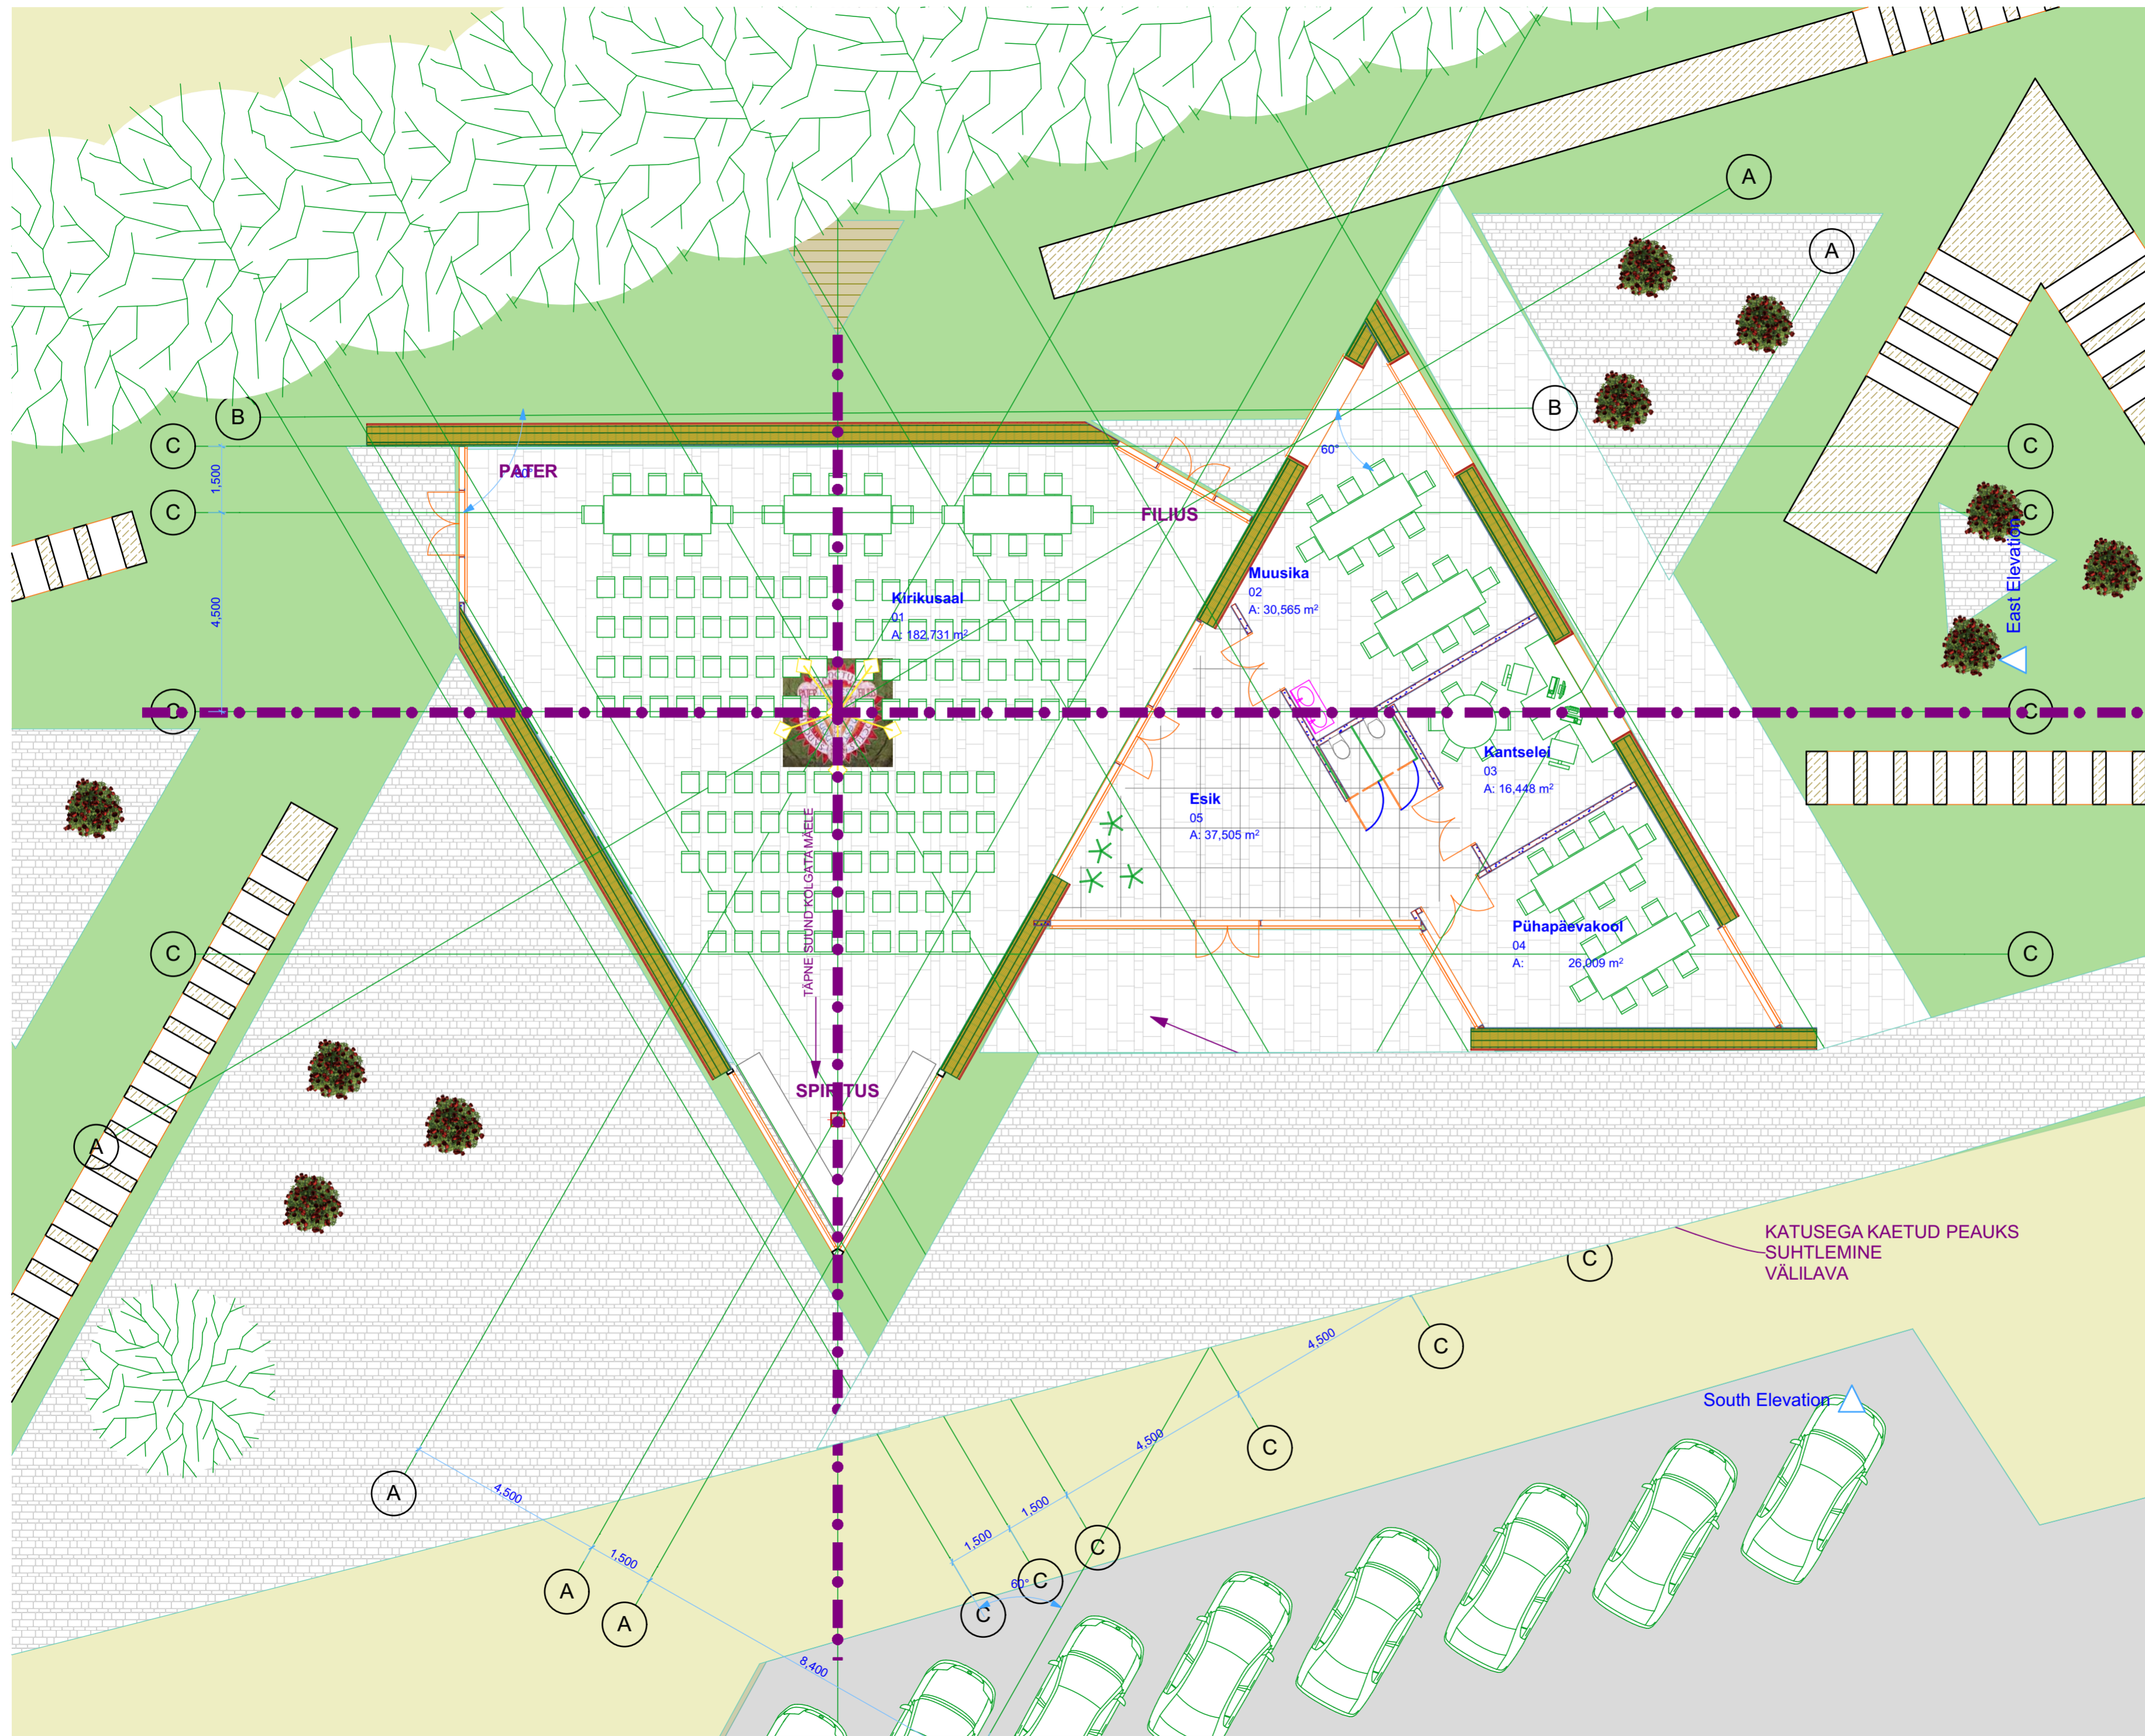 A
A
B
B
C
C
1,500
60°
PATER
C
C
FILIUS
4,500
East Elevation
Muusika
02
A: 30,565 m²
Kirikusaal
01
A: 182,731 m²
C
C
Kantselei
03
A: 16,448 m²
Esik
05
A: 37,505 m²
TÄPNE SUUND KOLGATA MÄELE
Pühapäevakool
04
A: 26,009 m²
C
C
SPIRITUS
A
KATUSEGA KAETUD PEAUKS
SUHTLEMINE
VÄLILAVA
C
4,500
C
South Elevation
4,500
C
A
4,500
1,500
1,500
C
1,500
60°
C
C
A
A
8,400